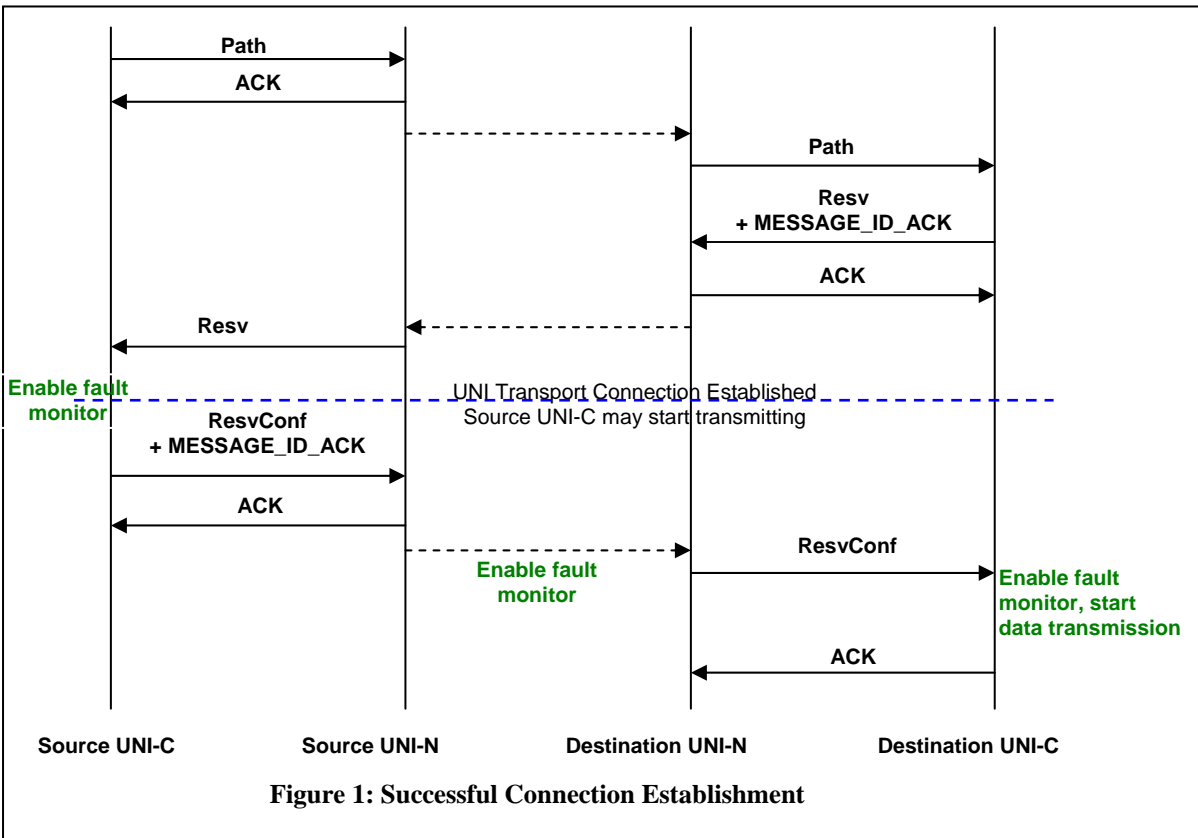 Path
ACK
Path
Resv
+ MESSAGE_ID_ACK
ACK
Resv
Enable fault
monitor
UNI Transport Connection Established
Source UNI-C may start transmitting
ResvConf
+ MESSAGE_ID_ACK
ACK
ResvConf
Enable fault
monitor
Enable fault
monitor, start
data transmission
ACK
Source UNI-C
Source UNI-N
Destination UNI-N
Destination UNI-C
Figure 1: Successful Connection Establishment